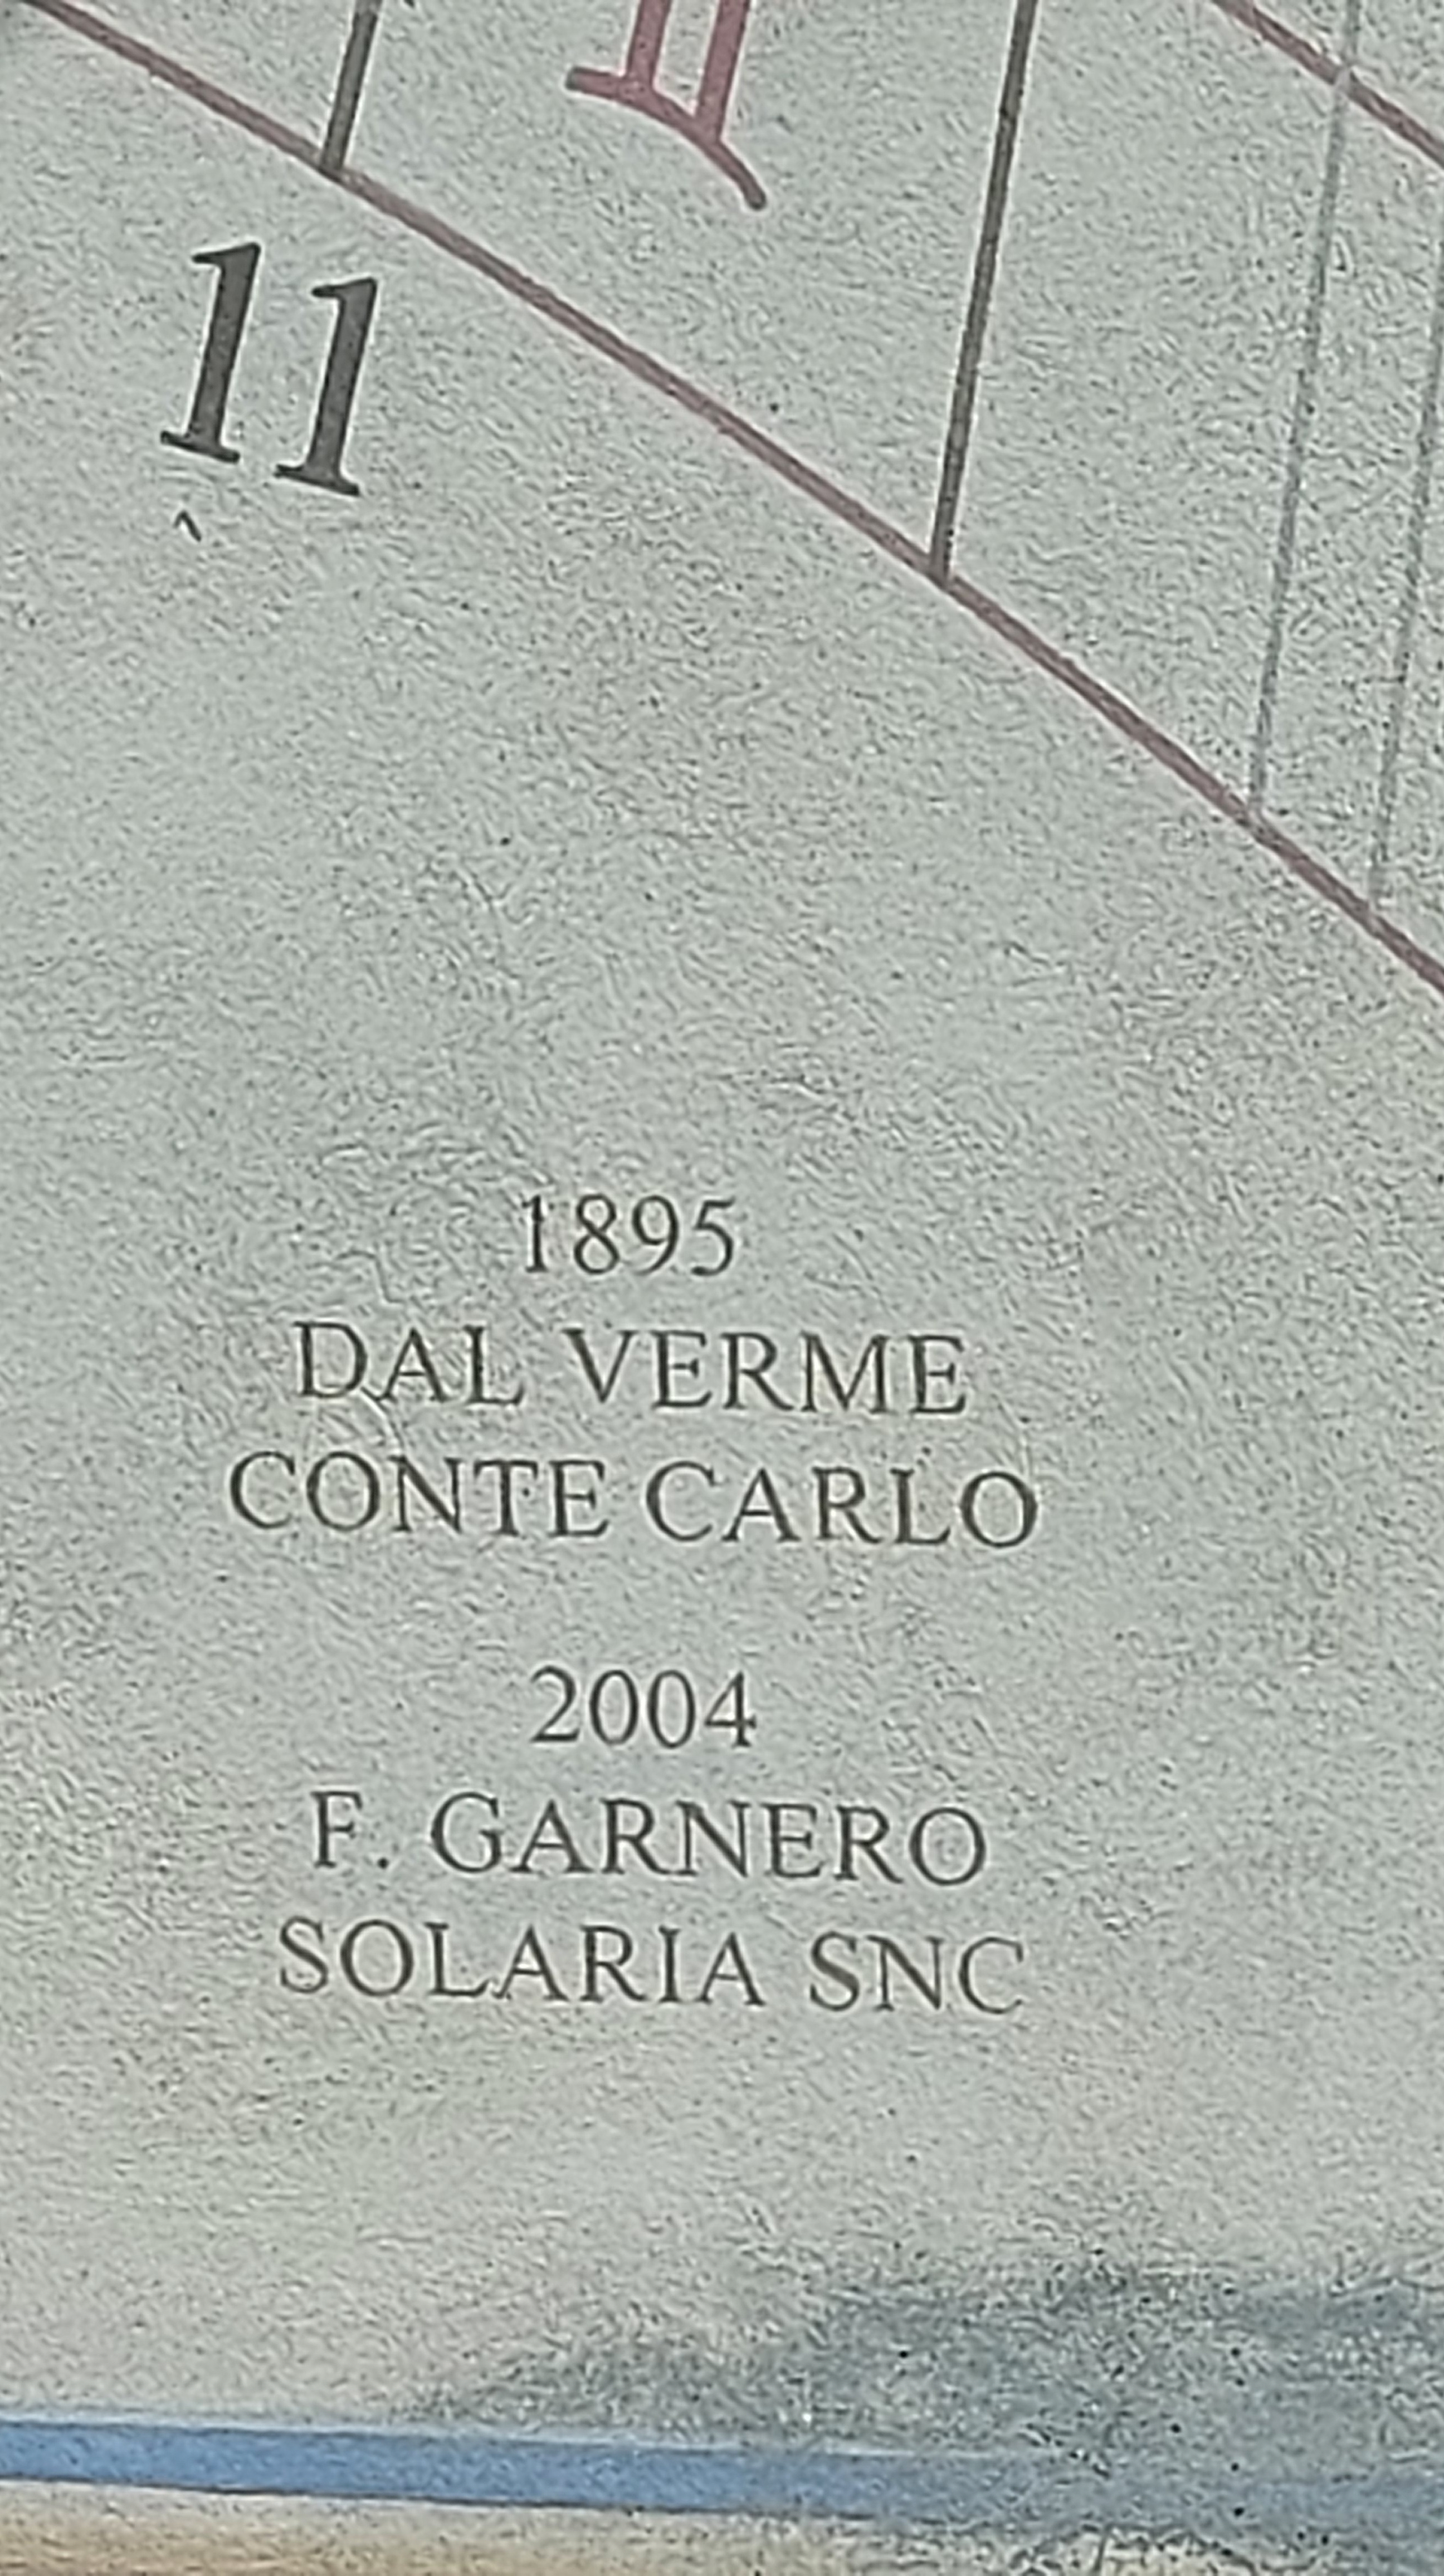 II
11
1895
DAL VERME
CONTE CARLO
2004
F. GARNERO
SOLARIA SNC